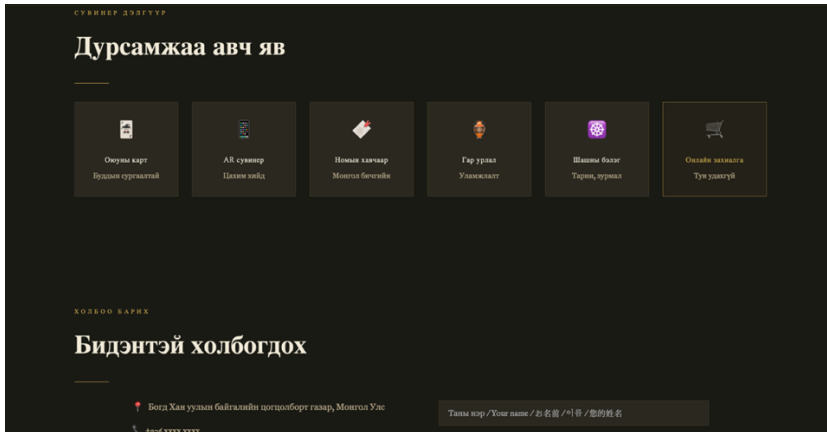 СУВИНЕР ДЭЛГҮҮР
Дурсамжаа авч яв
Оюуны карт
Буддын сургаалтай
AR сувинер
Цахим хийд
Номын хавчаар
Монгол бичгийн
Гар урлал
Уламжлалт
Шашны бэлэг
Тарни, зурмал
Онлайн захиалга
Тун удахгүй
ХОЛБОО БАРИХ
Бидэнтэй холбогдох
Богд Хан уулын байгалийн цогцолборт газар, Монгол Улс
Таны нэр / Your name / お名前 / 이름 / 您的姓名